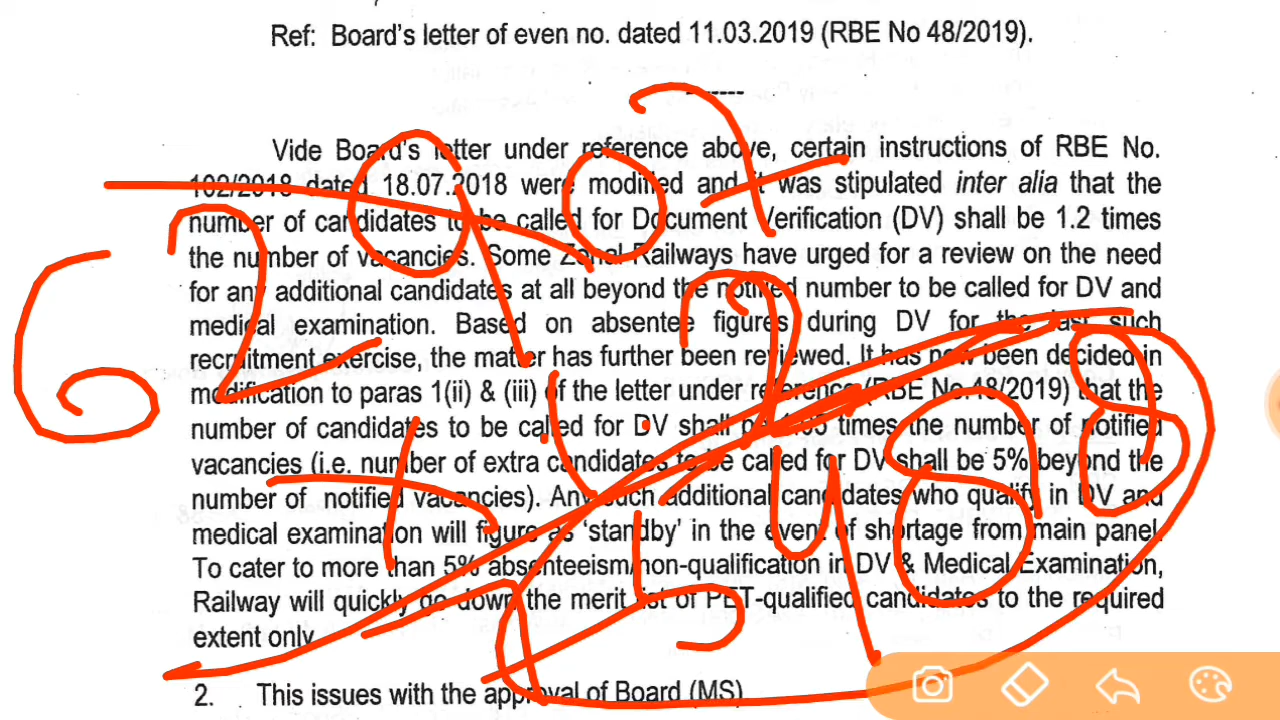 Ref: Board's letter of even no. dated 11.03.2019 (RBE No 48/2019).
-------
Vide Board's letter under reference above, certain instructions of RBE No.
102/2018 dated 18.07.2018 were modified and it was stipulated inter alia that the
number of candidates to be called for Document Verification (DV) shall be 1.2 times
the number of vacancies. Some Zonal Railways have urged for a review on the need
for any additional candidates at all beyond the notified number to be called for DV and
medical examination. Based on absentee figures during DV for the last such
recruitment exercise, the matter has further been reviewed. It has now been decided in
modification to paras 1(ii) & (iii) of the letter under reference (RBE No.48/2019) that the
number of candidates to be called for DV shall be 1.05 times the number of notified
vacancies (i.e. number of extra candidates to be called for DV shall be 5% beyond the
number of notified vacancies). Any such additional candidates who qualify in DV and
medical examination will figure as 'standby' in the event of shortage from main panel.
To cater to more than 5% absenteeism/non-qualification in DV & Medical Examination,
Railway will quickly go down the merit list of PET-qualified candidates to the required
extent only.
2. This issues with the approval of Board (MS)